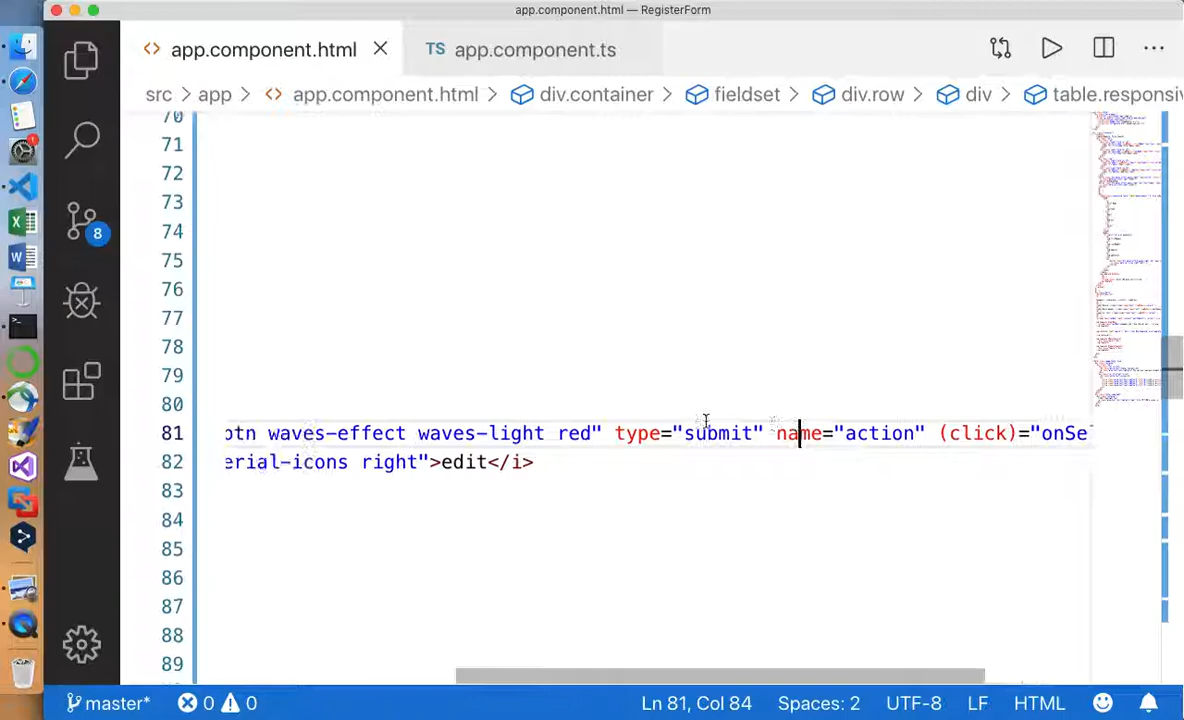 app.component.html — RegisterForm
app.component.html
TS app.component.ts
src > app > app.component.html > div.container > fieldset > div.row > div > table.responsiv
70
71
72
73
74
75
76
77
78
79
80
81 btn waves-effect waves-light red" type="submit" name="action" (click)="onSe
82 erial-icons right">edit</i>
83
84
85
86
87
88
89
8
master* 0 0 Ln 81, Col 84 Spaces: 2 UTF-8 LF HTML